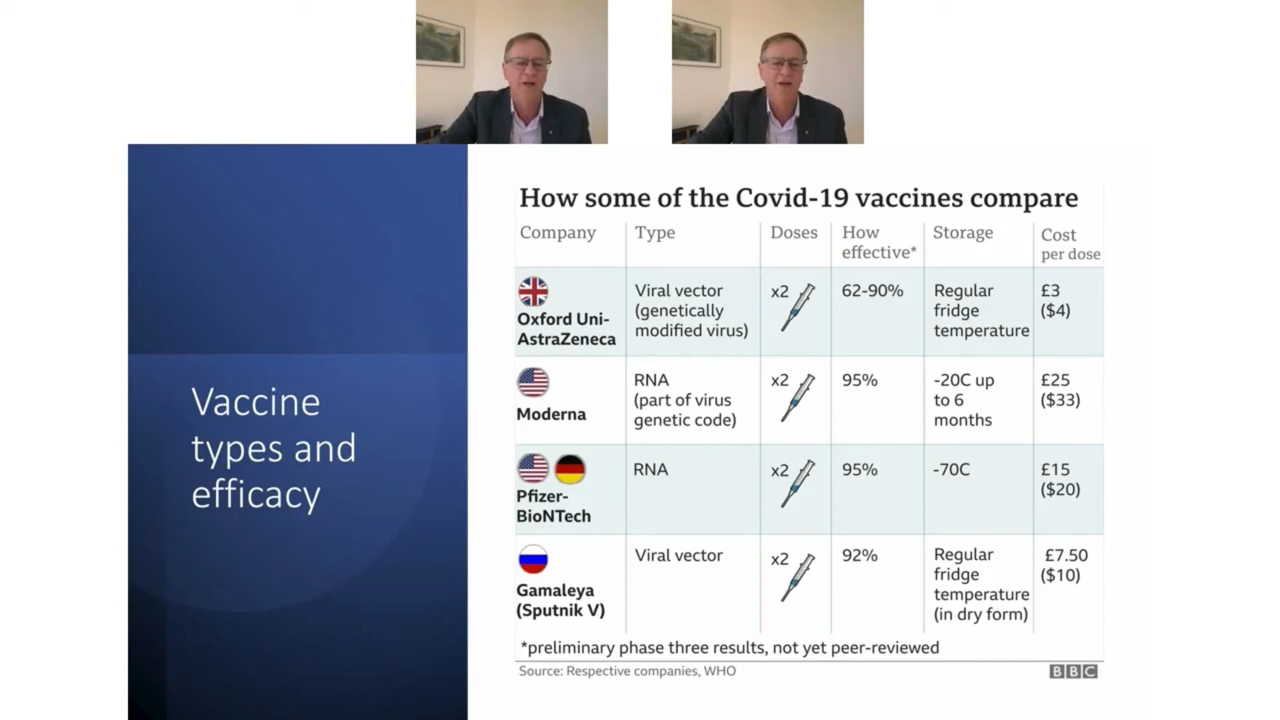 Vaccine
types and
efficacy
How some of the Covid-19 vaccines compare
Company Type Doses How effective* Storage Cost per dose
Oxford Uni-
AstraZeneca
Viral vector
(genetically
modified virus)
x2
62-90%
Regular
fridge
temperature
£3
($4)
Moderna
RNA
(part of virus
genetic code)
x2
95%
-20C up
to 6
months
£25
($33)
Pfizer-
BioNTech
RNA
x2
95%
-70C
£15
($20)
Gamaleya
(Sputnik V)
Viral vector
x2
92%
Regular
fridge
temperature
(in dry form)
£7.50
($10)
*preliminary phase three results, not yet peer-reviewed
Source: Respective companies, WHO
BBC